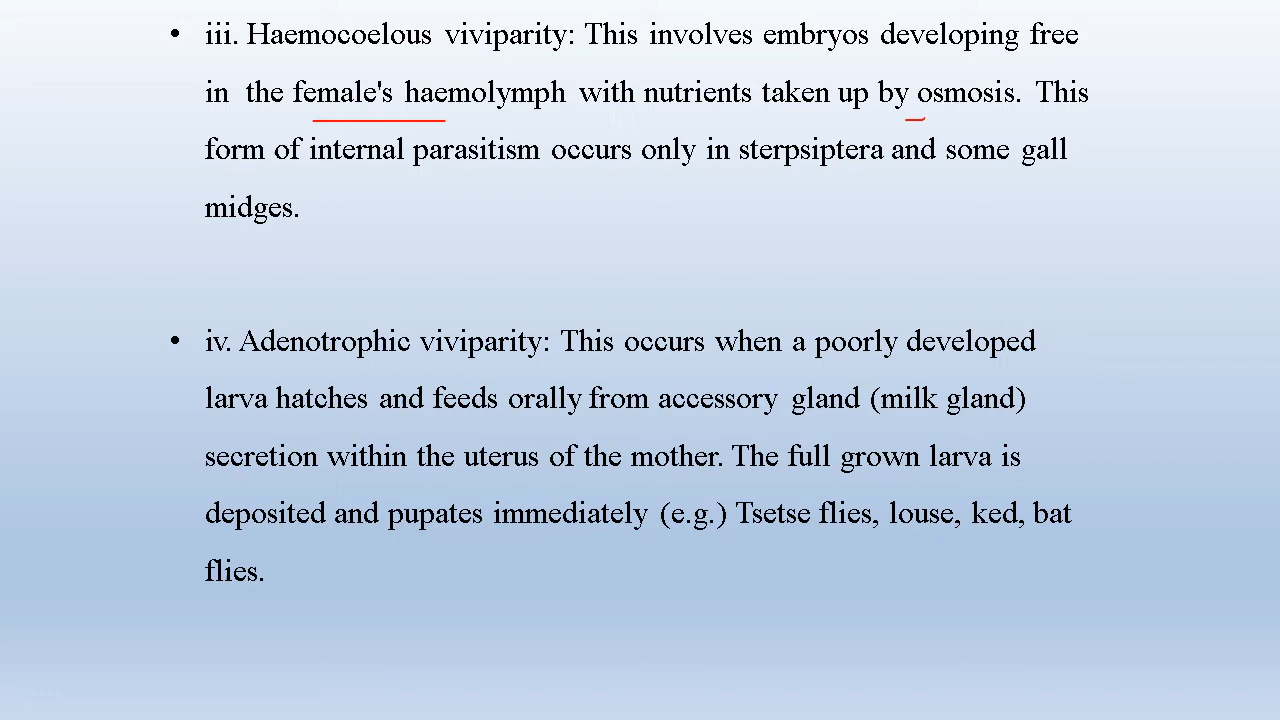 • iii. Haemocoelous viviparity: This involves embryos developing free
in the female's haemolymph with nutrients taken up by osmosis. This
form of internal parasitism occurs only in sterpsiptera and some gall
midges.
• iv. Adenotrophic viviparity: This occurs when a poorly developed
larva hatches and feeds orally from accessory gland (milk gland)
secretion within the uterus of the mother. The full grown larva is
deposited and pupates immediately (e.g.) Tsetse flies, louse, ked, bat
flies.